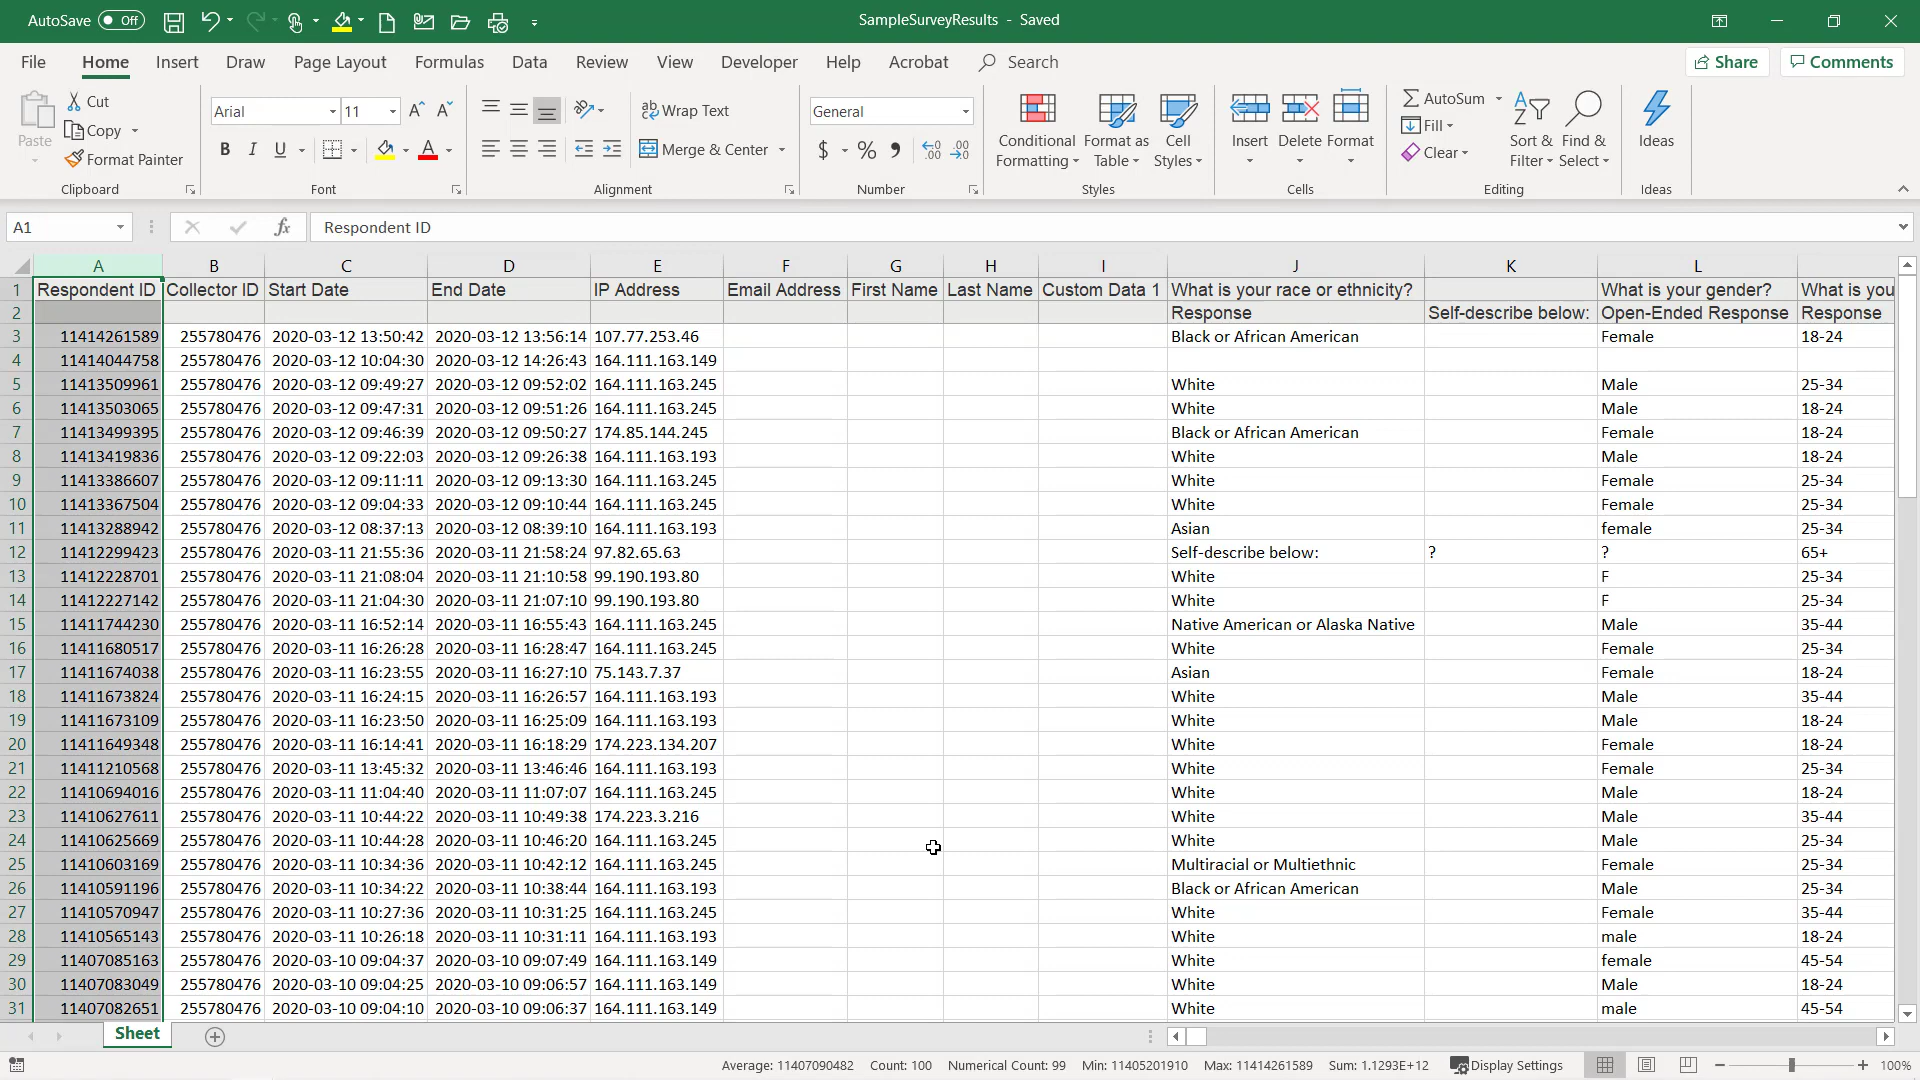 AutoSave Off SampleSurveyResults - Saved
File Home Insert Draw Page Layout Formulas Data Review View Developer Help Acrobat Search Share Comments
Paste Cut Copy Format Painter Clipboard
Arial 11 B I U A Font
Wrap Text Merge & Center Alignment
General $ % Number
Conditional Formatting Format as Table Cell Styles Styles
Insert Delete Format Cells
AutoSum Fill Clear Sort & Filter Find & Select Editing
Ideas Ideas
A1 fx Respondent ID
A B C D E F G H I J K L
1 Respondent ID Collector ID Start Date End Date IP Address Email Address First Name Last Name Custom Data 1 What is your race or ethnicity? What is your gender? What is you
2 Response Self-describe below: Open-Ended Response Response
3 11414261589 255780476 2020-03-12 13:50:42 2020-03-12 13:56:14 107.77.253.46 Black or African American Female 18-24
4 11414044758 255780476 2020-03-12 10:04:30 2020-03-12 14:26:43 164.111.163.149
5 11413509961 255780476 2020-03-12 09:49:27 2020-03-12 09:52:02 164.111.163.245 White Male 25-34
6 11413503065 255780476 2020-03-12 09:47:31 2020-03-12 09:51:26 164.111.163.245 White Male 18-24
7 11413499395 255780476 2020-03-12 09:46:39 2020-03-12 09:50:27 174.85.144.245 Black or African American Female 18-24
8 11413419836 255780476 2020-03-12 09:22:03 2020-03-12 09:26:38 164.111.163.193 White Male 18-24
9 11413386607 255780476 2020-03-12 09:11:11 2020-03-12 09:13:30 164.111.163.245 White Female 25-34
10 11413367504 255780476 2020-03-12 09:04:33 2020-03-12 09:10:44 164.111.163.245 White Female 25-34
11 11413288942 255780476 2020-03-12 08:37:13 2020-03-12 08:39:10 164.111.163.193 Asian female 25-34
12 11412299423 255780476 2020-03-11 21:55:36 2020-03-11 21:58:24 97.82.65.63 Self-describe below: ? ? 65+
13 11412228701 255780476 2020-03-11 21:08:04 2020-03-11 21:10:58 99.190.193.80 White F 25-34
14 11412227142 255780476 2020-03-11 21:04:30 2020-03-11 21:07:10 99.190.193.80 White F 25-34
15 11411744230 255780476 2020-03-11 16:52:14 2020-03-11 16:55:43 164.111.163.245 Native American or Alaska Native Male 35-44
16 11411680517 255780476 2020-03-11 16:26:28 2020-03-11 16:28:47 164.111.163.245 White Female 25-34
17 11411674038 255780476 2020-03-11 16:23:55 2020-03-11 16:27:10 75.143.7.37 Asian Female 18-24
18 11411673824 255780476 2020-03-11 16:24:15 2020-03-11 16:26:57 164.111.163.193 White Male 35-44
19 11411673109 255780476 2020-03-11 16:23:50 2020-03-11 16:25:09 164.111.163.193 White Male 18-24
20 11411649348 255780476 2020-03-11 16:14:41 2020-03-11 16:18:29 174.223.134.207 White Female 18-24
21 11411210568 255780476 2020-03-11 13:45:32 2020-03-11 13:46:46 164.111.163.193 White Female 25-34
22 11410694016 255780476 2020-03-11 11:04:40 2020-03-11 11:07:07 164.111.163.245 White Male 18-24
23 11410627611 255780476 2020-03-11 10:44:22 2020-03-11 10:49:38 174.223.3.216 White Male 35-44
24 11410625669 255780476 2020-03-11 10:44:28 2020-03-11 10:46:20 164.111.163.245 White Male 25-34
25 11410603169 255780476 2020-03-11 10:34:36 2020-03-11 10:42:12 164.111.163.245 Multiracial or Multiethnic Female 25-34
26 11410591196 255780476 2020-03-11 10:34:22 2020-03-11 10:38:44 164.111.163.193 Black or African American Male 25-34
27 11410570947 255780476 2020-03-11 10:27:36 2020-03-11 10:31:25 164.111.163.245 White Female 35-44
28 11410565143 255780476 2020-03-11 10:26:18 2020-03-11 10:31:11 164.111.163.193 White male 18-24
29 11407085163 255780476 2020-03-10 09:04:37 2020-03-10 09:07:49 164.111.163.149 White female 45-54
30 11407083049 255780476 2020-03-10 09:04:25 2020-03-10 09:06:57 164.111.163.149 White Male 18-24
31 11407082651 255780476 2020-03-10 09:04:10 2020-03-10 09:06:37 164.111.163.149 White male 45-54
Sheet
Average: 11407090482 Count: 100 Numerical Count: 99 Min: 11405201910 Max: 11414261589 Sum: 1.1293E+12 Display Settings 100%